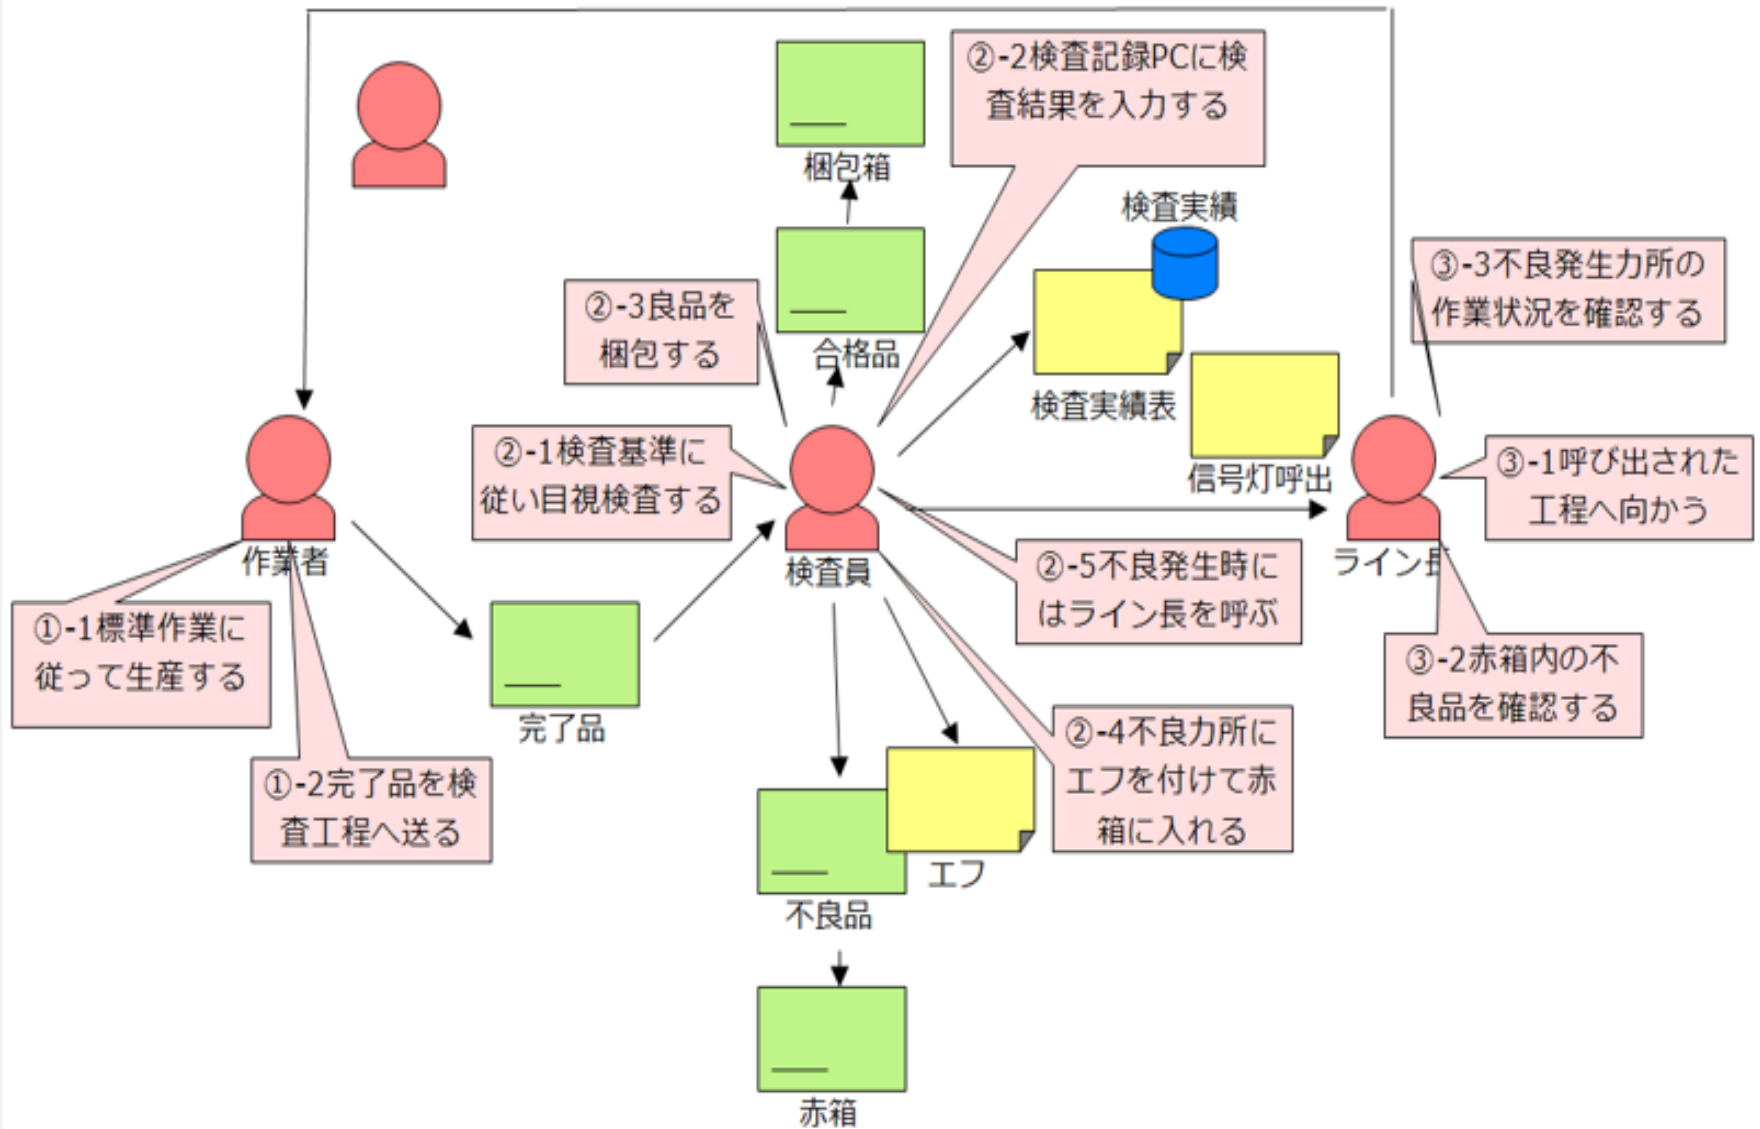 ②-2検査記録PCに検
査結果を入力する
梱包箱
検査実績
③-3不良発生カ所の
作業状況を確認する
②-3良品を
梱包する
合格品
検査実績表
②-1検査基準に
従い目視検査する
信号灯呼出
③-1呼び出された
工程へ向かう
作業者
検査員
ライン長
②-5不良発生時に
はライン長を呼ぶ
①-1標準作業に
従って生産する
③-2赤箱内の不
良品を確認する
完了品
②-4不良カ所に
エフを付けて赤
箱に入れる
①-2完了品を検
査工程へ送る
エフ
不良品
赤箱